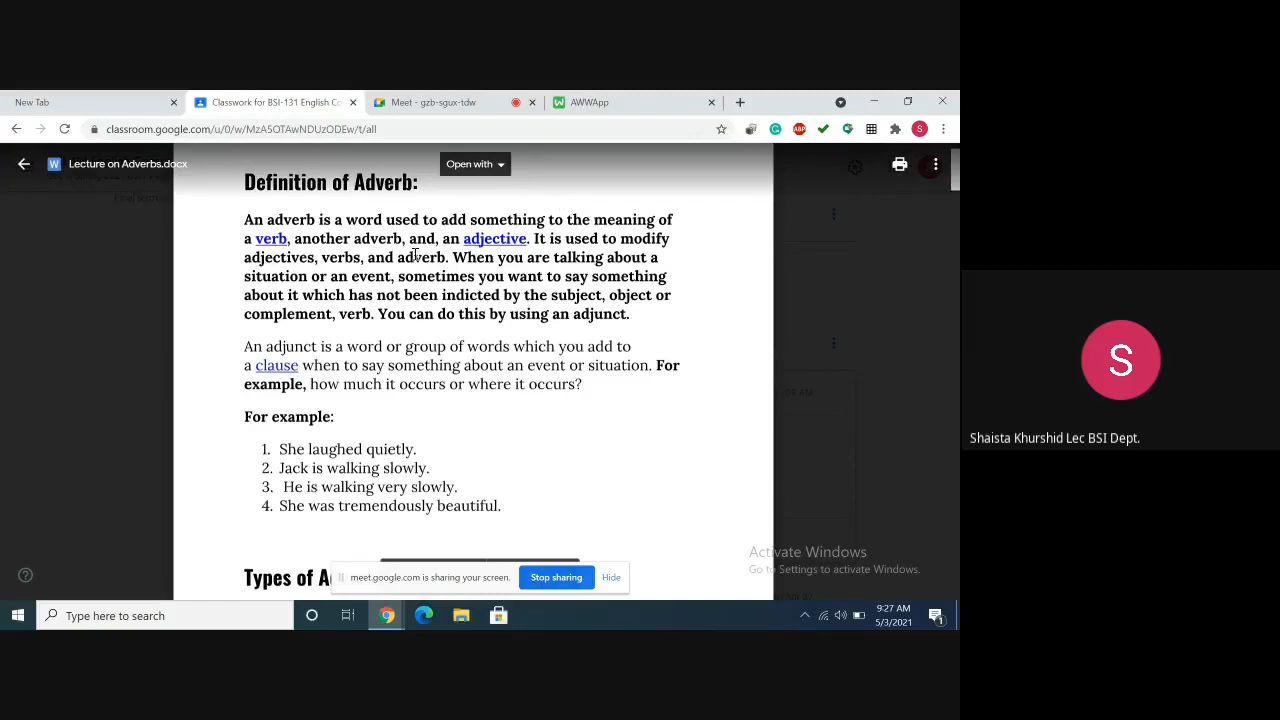 New Tab
Classwork for BSI-131 English Co
Meet - gzb-sgux-tdw
AWWApp
classroom.google.com/u/0/w/MzA5OTAwNDUzODEw/t/all
Lecture on Adverbs.docx
Open with
Definition of Adverb:
An adverb is a word used to add something to the meaning of
a verb, another adverb, and, an adjective. It is used to modify
adjectives, verbs, and adverb. When you are talking about a
situation or an event, sometimes you want to say something
about it which has not been indicted by the subject, object or
complement, verb. You can do this by using an adjunct.
An adjunct is a word or group of words which you add to
a clause when to say something about an event or situation. For
example, how much it occurs or where it occurs?
For example:
1. She laughed quietly.
2. Jack is walking slowly.
3. He is walking very slowly.
4. She was tremendously beautiful.
Types of A
meet.google.com is sharing your screen.
Stop sharing
Hide
Activate Windows
Go to Settings to activate Windows.
Type here to search
9:27 AM
5/3/2021
1
S
Shaista Khurshid Lec BSI Dept.